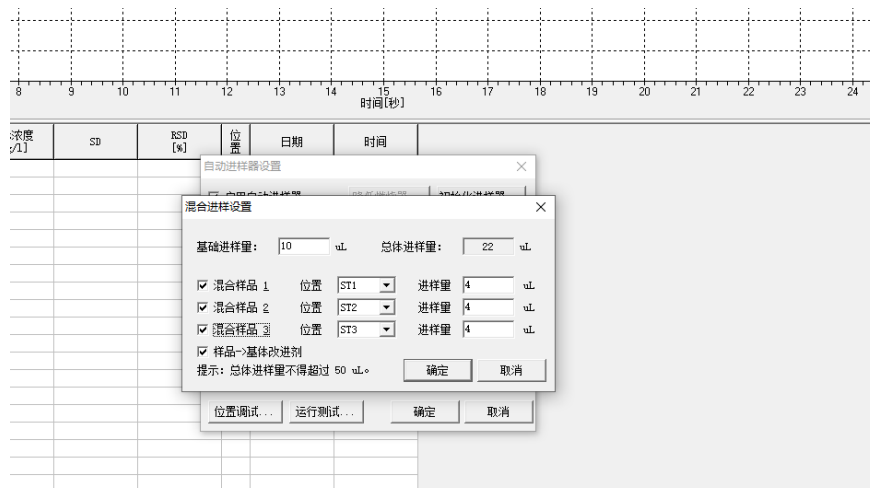 8 9 10 11 12 13 14 15 16 17 18 19 20 21 22 23 24
时间[秒]
浓度 SD RSD 位 日期 时间
/l] [%] 置
自动进样器设置
混合进样设置
基础进样量: 10 uL 总体进样量: 22 uL
混合样品 1 位置 ST1 进样量 4 uL
混合样品 2 位置 ST2 进样量 4 uL
混合样品 3 位置 ST3 进样量 4 uL
样品->基体改进剂
提示: 总体进样量不得超过 50 uL。 确定 取消
位置调试... 运行测试... 确定 取消